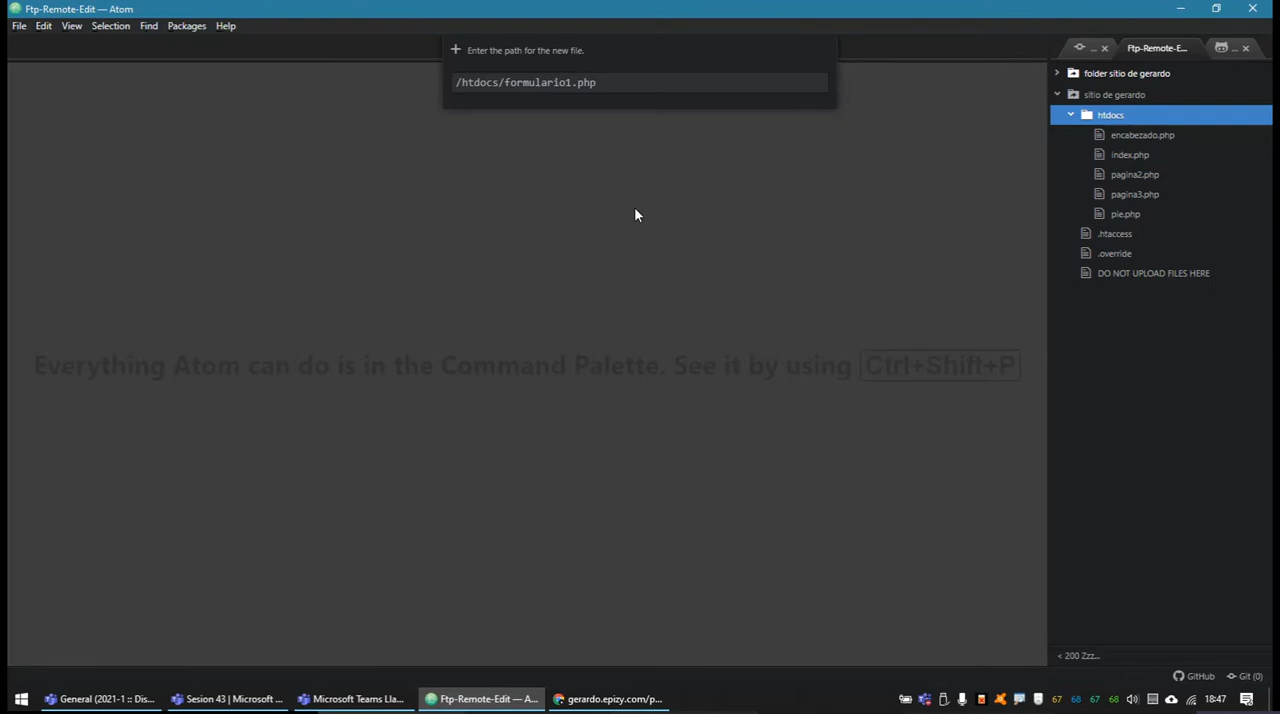 Ftp-Remote-Edit — Atom
File Edit View Selection Find Packages Help
Enter the path for the new file.
/htdocs/formulario1.php
... Ftp-Remote-E... ...
folder sitio de gerardo
sitio de gerardo
htdocs
encabezado.php
index.php
pagina2.php
pagina3.php
pie.php
.htaccess
.override
DO NOT UPLOAD FILES HERE
Everything Atom can do is in the Command Palette. See it by using Ctrl+Shift+P
< 200 Zzz...
GitHub Git (0)
General (2021-1 :: Dis... Sesion 43 | Microsoft ... Microsoft Teams Lla... Ftp-Remote-Edit — A... gerardo.epizy.com/p... 67 68 67 68 18:47